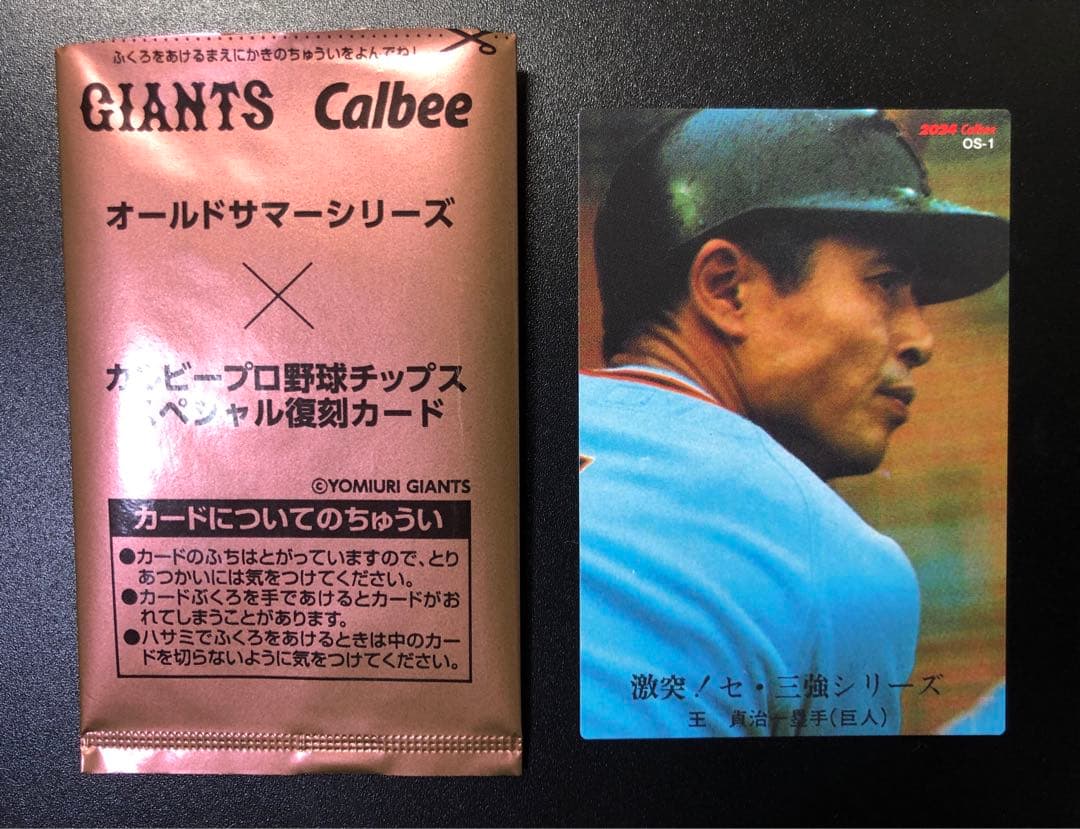 ふくろをあけるまえにかきのちゅういをよんでね!
GIANTS Calbee
オールドサマーシリーズ
×
カルビープロ野球チップス
スペシャル復刻カード
©YOMIURI GIANTS
カードについてのちゅうい
●カードのふちはとがっていますので、とり
あつかいには気をつけてください。
●カードぶくろを手であけるとカードがお
れてしまうことがあります。
●ハサミでふくろをあけるときは中のカー
ドを切らないように気をつけてください。
2024 Calbee
OS-1
激突!セ・三強シリーズ
王 貞治一塁手(巨人)